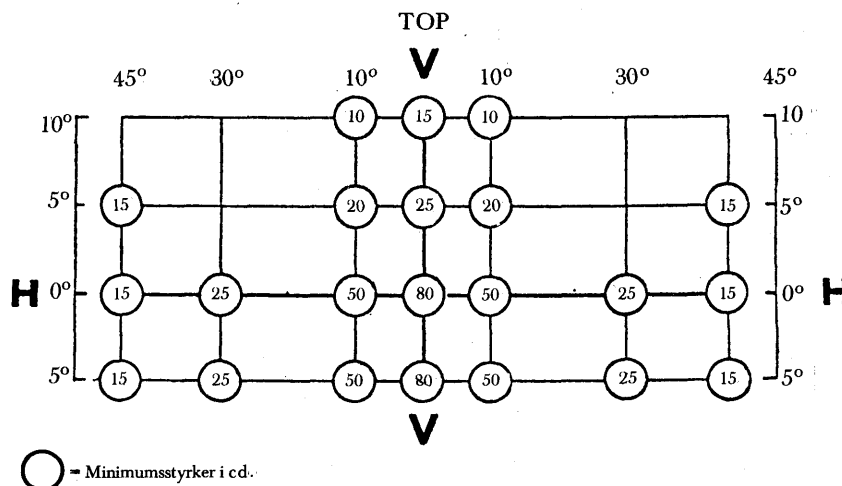 TOP
V
45° 30° 10° 10° 30° 45°
10° 10 15 10 10
5° 15 20 25 20 15 5°
H 0° 15 25 50 80 50 25 15 0° H
5° 15 25 50 80 50 25 15 5°
V
= Minimumsstyrker i cd.